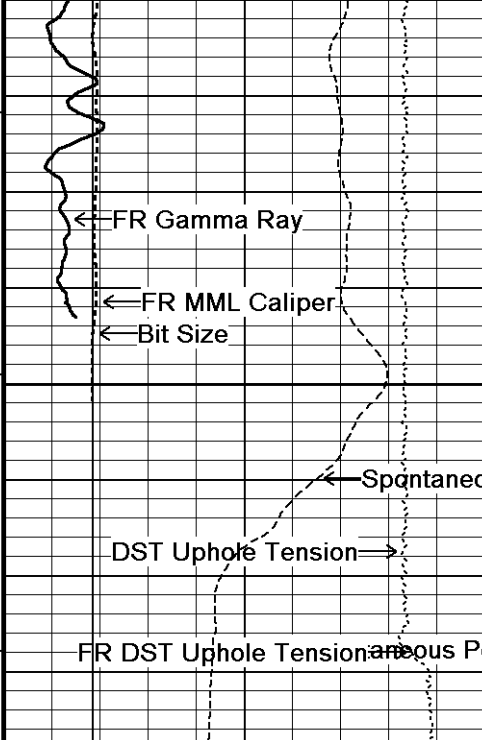 FR Gamma Ray
FR MML Caliper
Bit Size
Spontaneo
DST Uphole Tension
FR DST Uphole Tension
aneous P